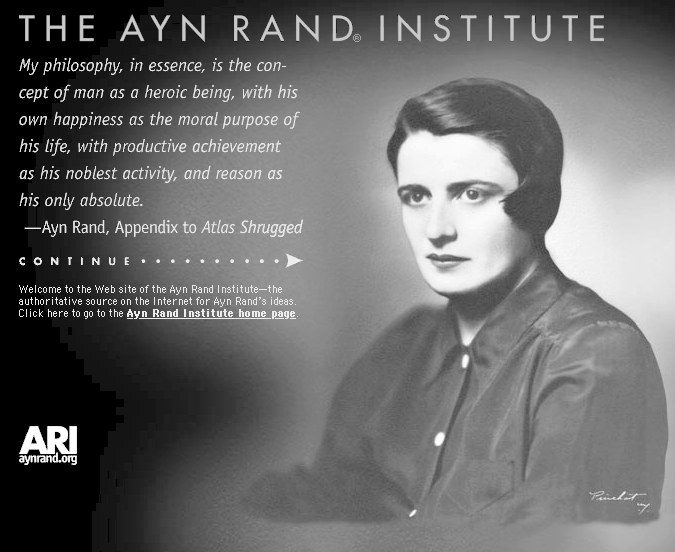 THE AYN RAND® INSTITUTE
My philosophy, in essence, is the con-
cept of man as a heroic being, with his
own happiness as the moral purpose of
his life, with productive achievement
as his noblest activity, and reason as
his only absolute.
—Ayn Rand, Appendix to Atlas Shrugged
CONTINUE
Welcome to the Web site of the Ayn Rand Institute—the
authoritative source on the Internet for Ayn Rand's ideas.
Click here to go to the Ayn Rand Institute home page.
ARI
aynrand.org